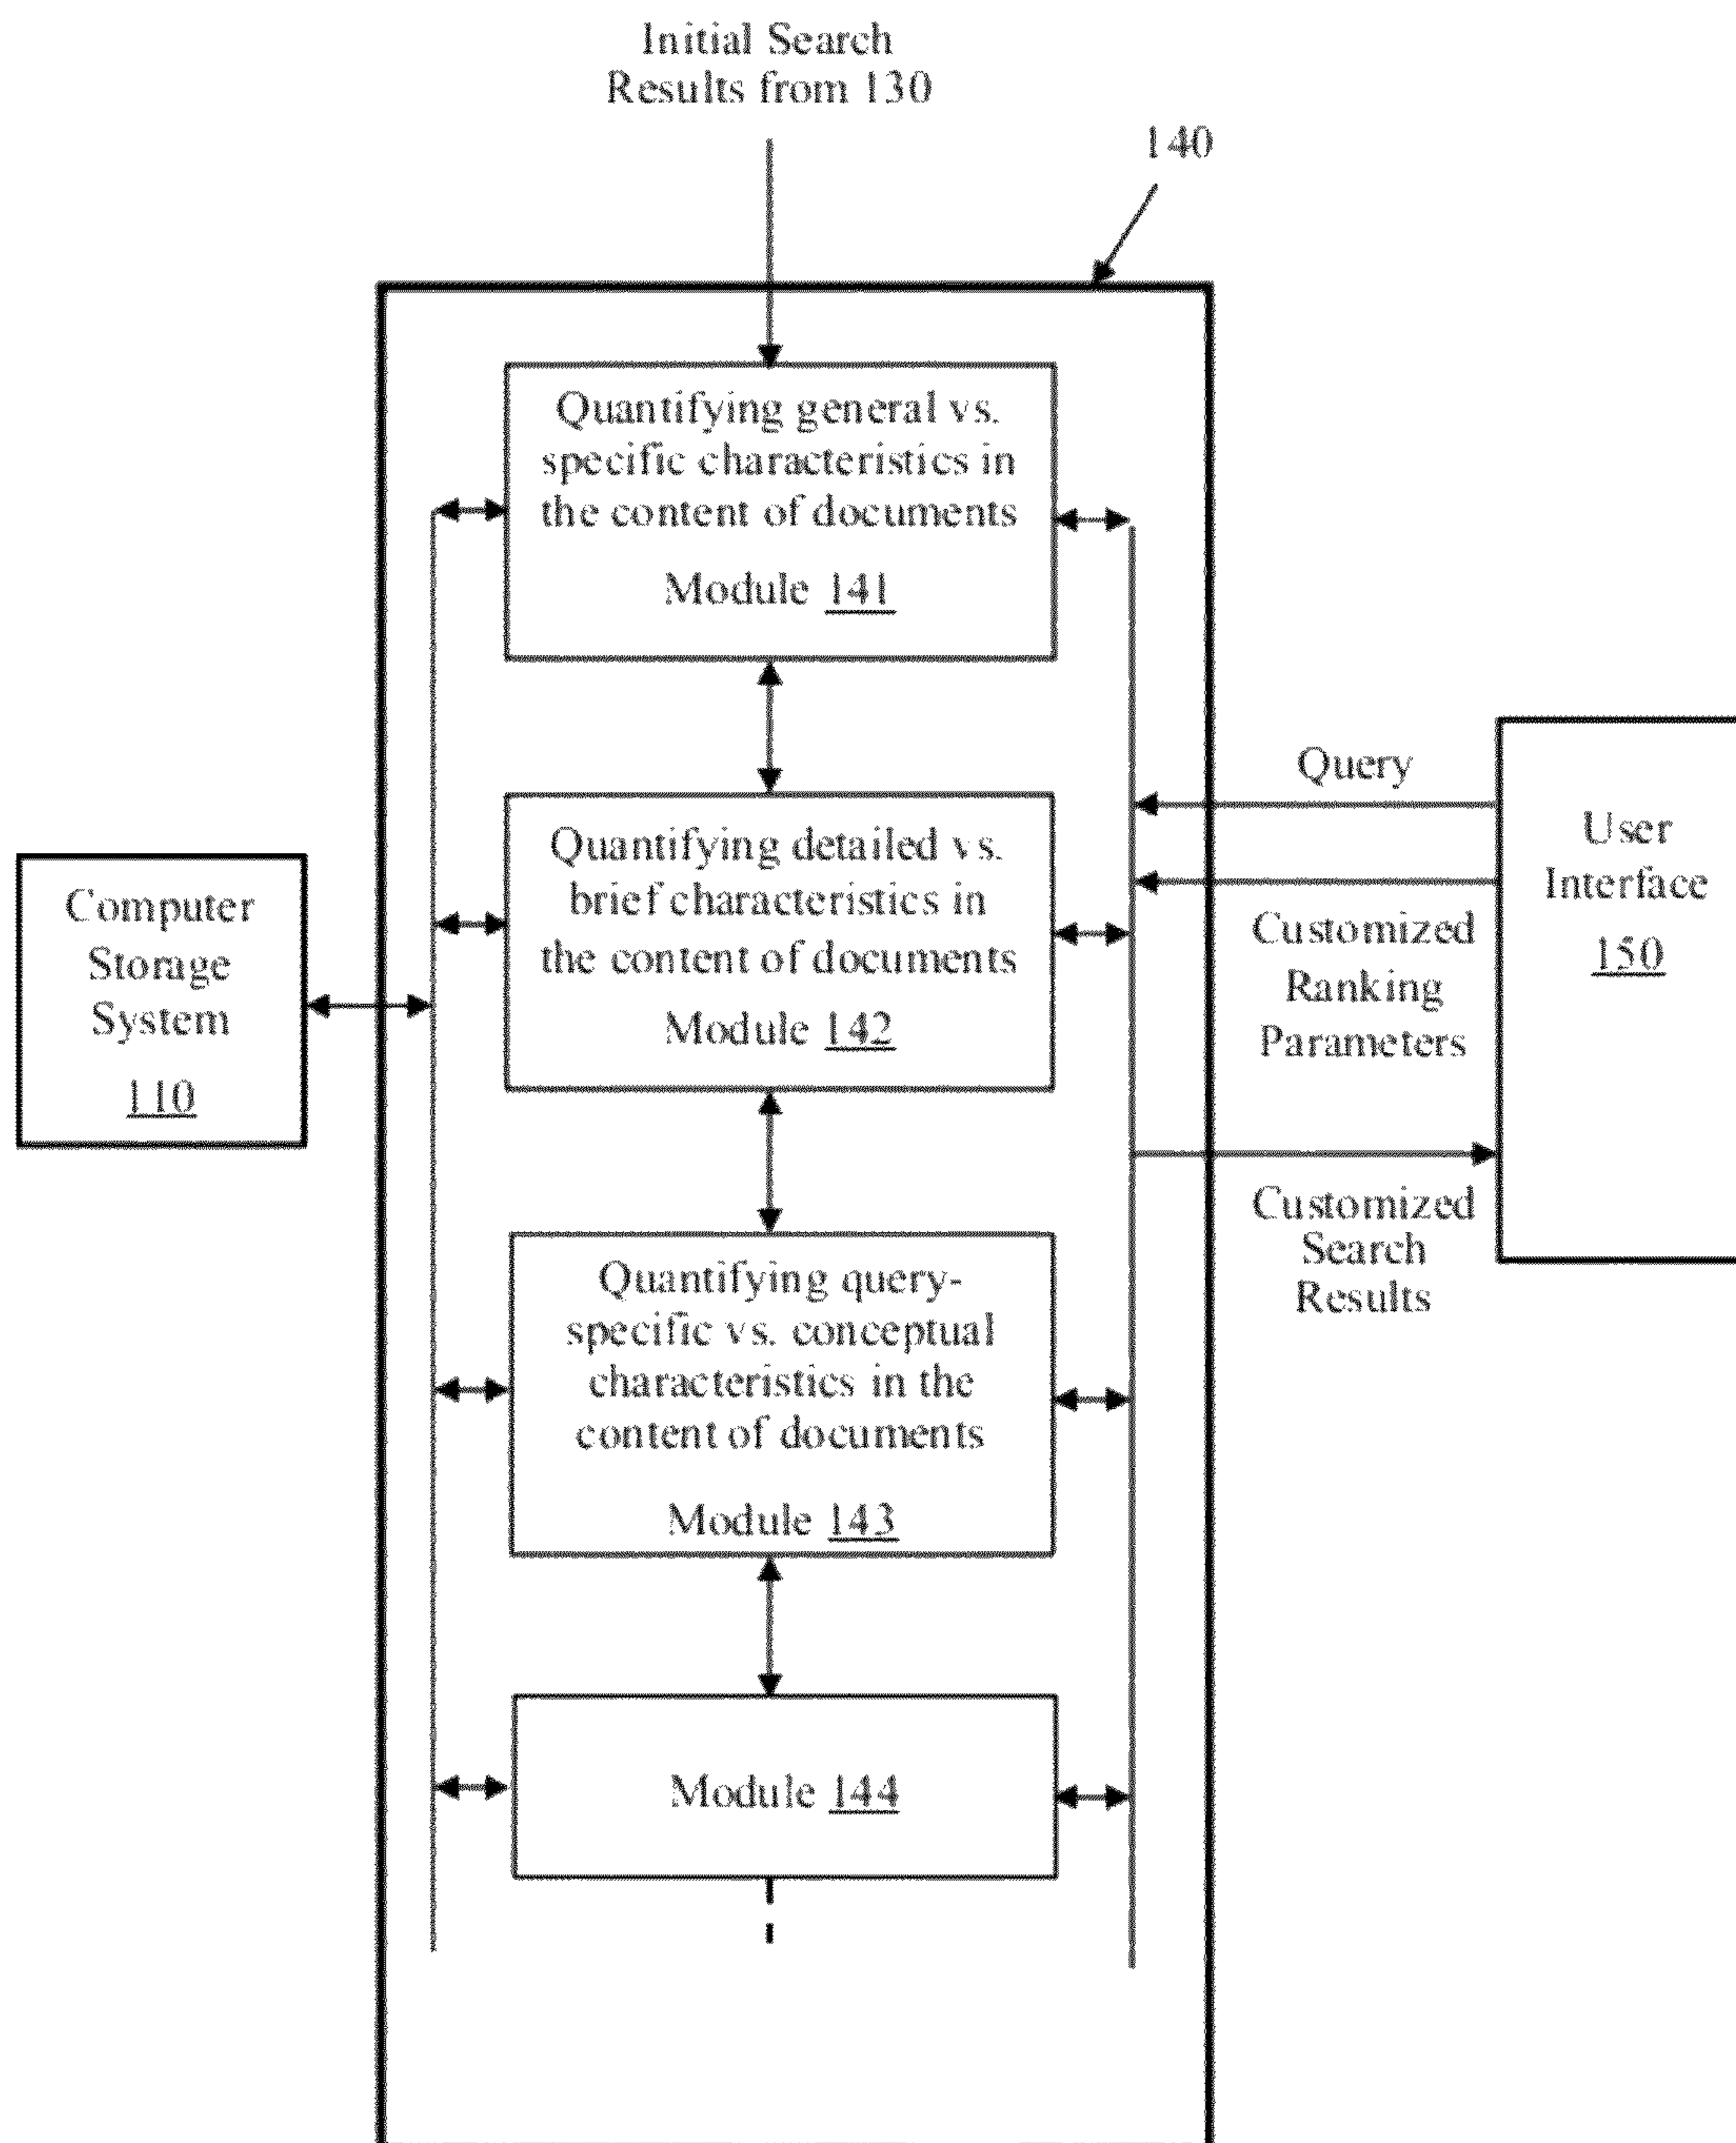 Initial Search
Results from 130
140
Quantifying general vs.
specific characteristics in
the content of documents
Module 141
Quantifying detailed vs.
brief characteristics in
the content of documents
Module 142
Quantifying query-
specific vs. conceptual
characteristics in the
content of documents
Module 143
Module 144
Computer
Storage
System
110
Query
Customized
Ranking
Parameters
Customized
Search
Results
User
Interface
150